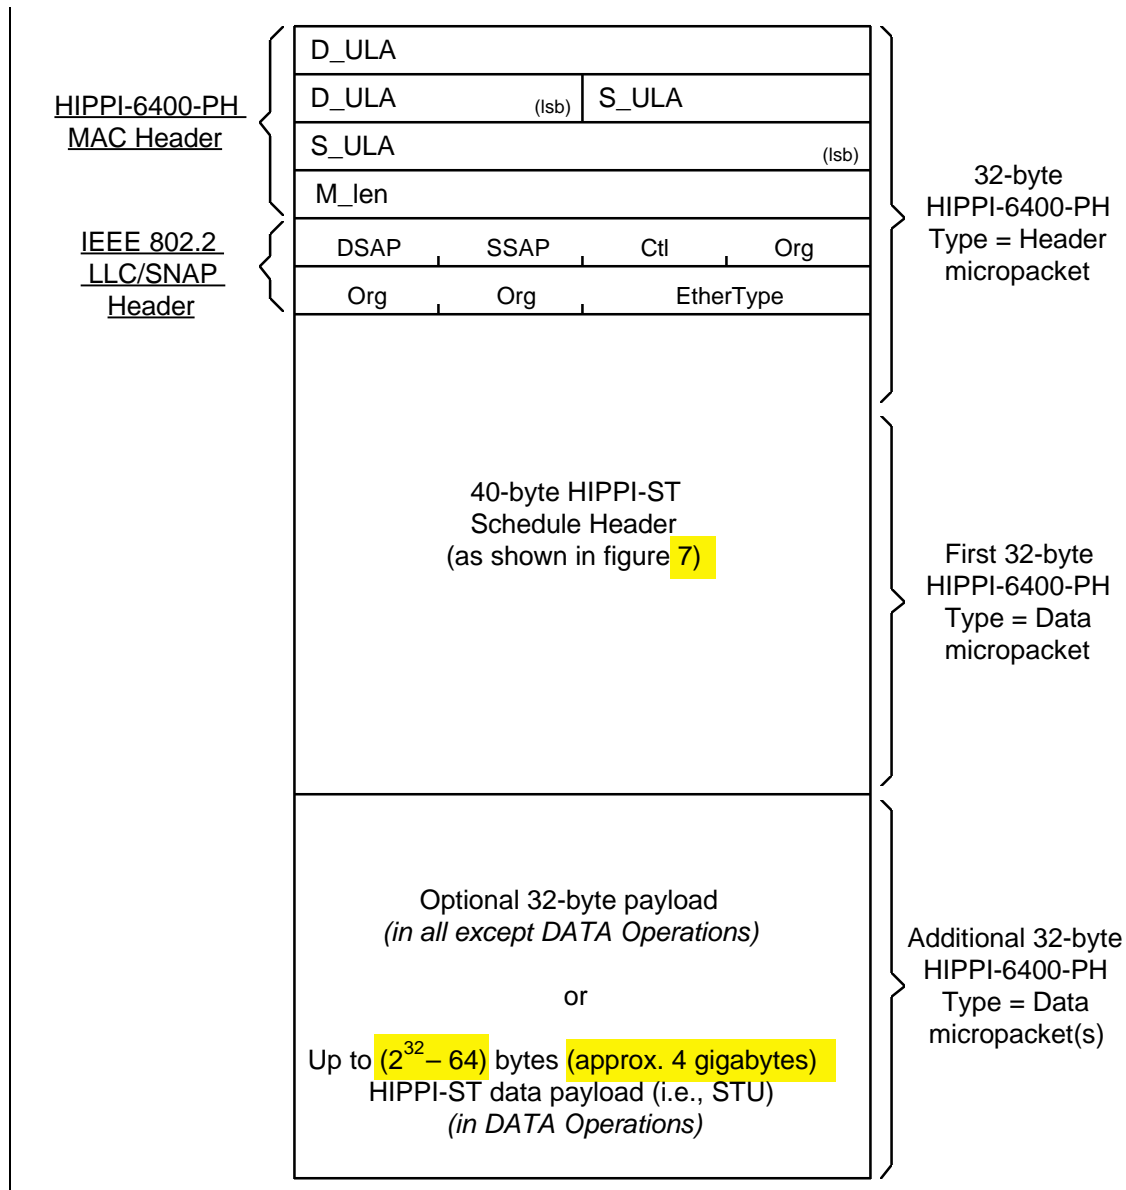 D_ULA
HIPPI-6400-PH
MAC Header
D_ULA (lsb) S_ULA
S_ULA (lsb)
M_len
32-byte
HIPPI-6400-PH
Type = Header
micropacket
IEEE 802.2
LLC/SNAP
Header
DSAP SSAP Ctl Org
Org Org EtherType
40-byte HIPPI-ST
Schedule Header
(as shown in figure 7)
First 32-byte
HIPPI-6400-PH
Type = Data
micropacket
Optional 32-byte payload
(in all except DATA Operations)
or
Up to (2³² – 64) bytes (approx. 4 gigabytes)
HIPPI-ST data payload (i.e., STU)
(in DATA Operations)
Additional 32-byte
HIPPI-6400-PH
Type = Data
micropacket(s)